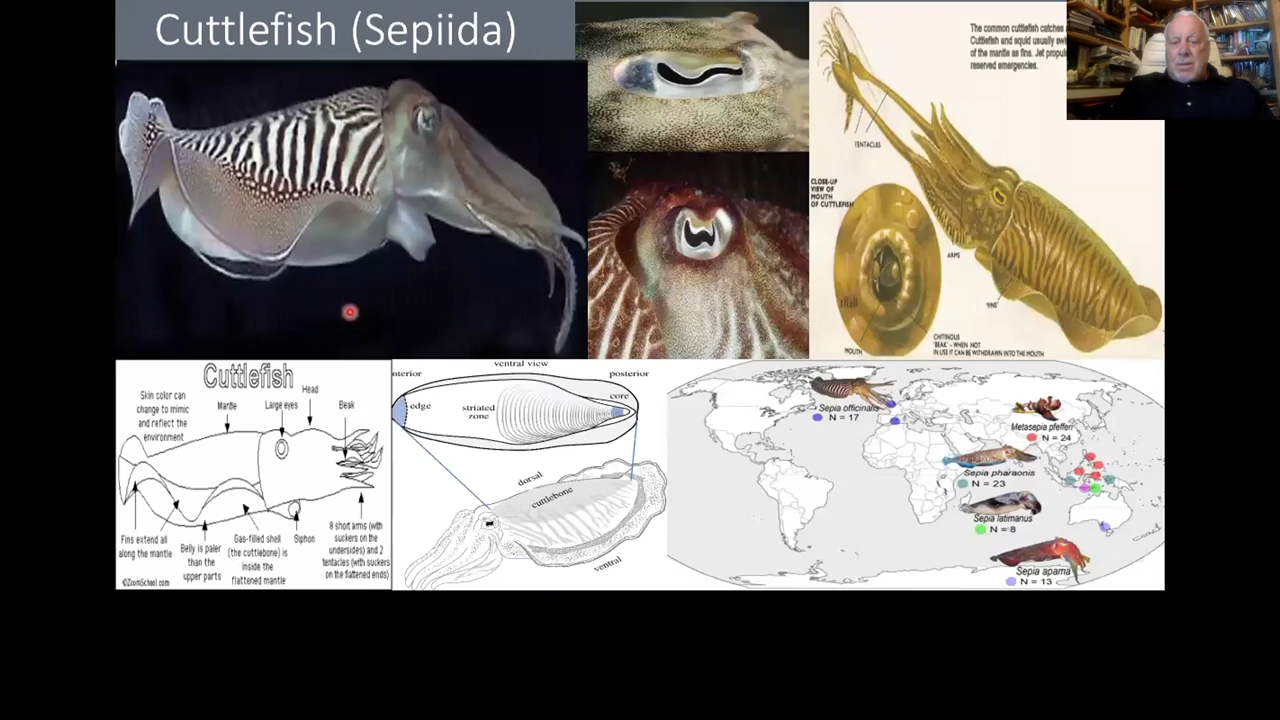 Cuttlefish (Sepiida)
The common cuttlefish catches
Cuttlefish and squid usually
of the mantle as fins. Jet
reserved emergencies.
TENTACLES
CLOSE-UP
VIEW OF
MOUTH
OF CUTTLEFISH
ARMS
'FINS'
MOUTH
CHITINOUS
'BEAK' – WHEN NOT
IN USE IT CAN BE WITHDRAWN INTO THE MOUTH
Cuttlefish
Skin color can
change to mimic
and reflect the
environment
Mantle
Large eyes
Head
Beak
Fins extend all
along the mantle
Belly is paler
than the
upper parts
Gas-filled shell
(the cuttlebone) is
inside the
flattened mantle
Siphon
8 short arms (with
suckers on the
undersides) and 2
tentacles (with suckers
on the flattened ends)
©ZoomSchool.com
ventral view
nterior
posterior
edge
striated
zone
core
dorsal
cuttlebone
ventral
Sepia officinalis
N = 17
Metasepia pfefferi
N = 24
Sepia pharaonis
N = 23
Sepia latimanus
N = 8
Sepia apama
N = 13